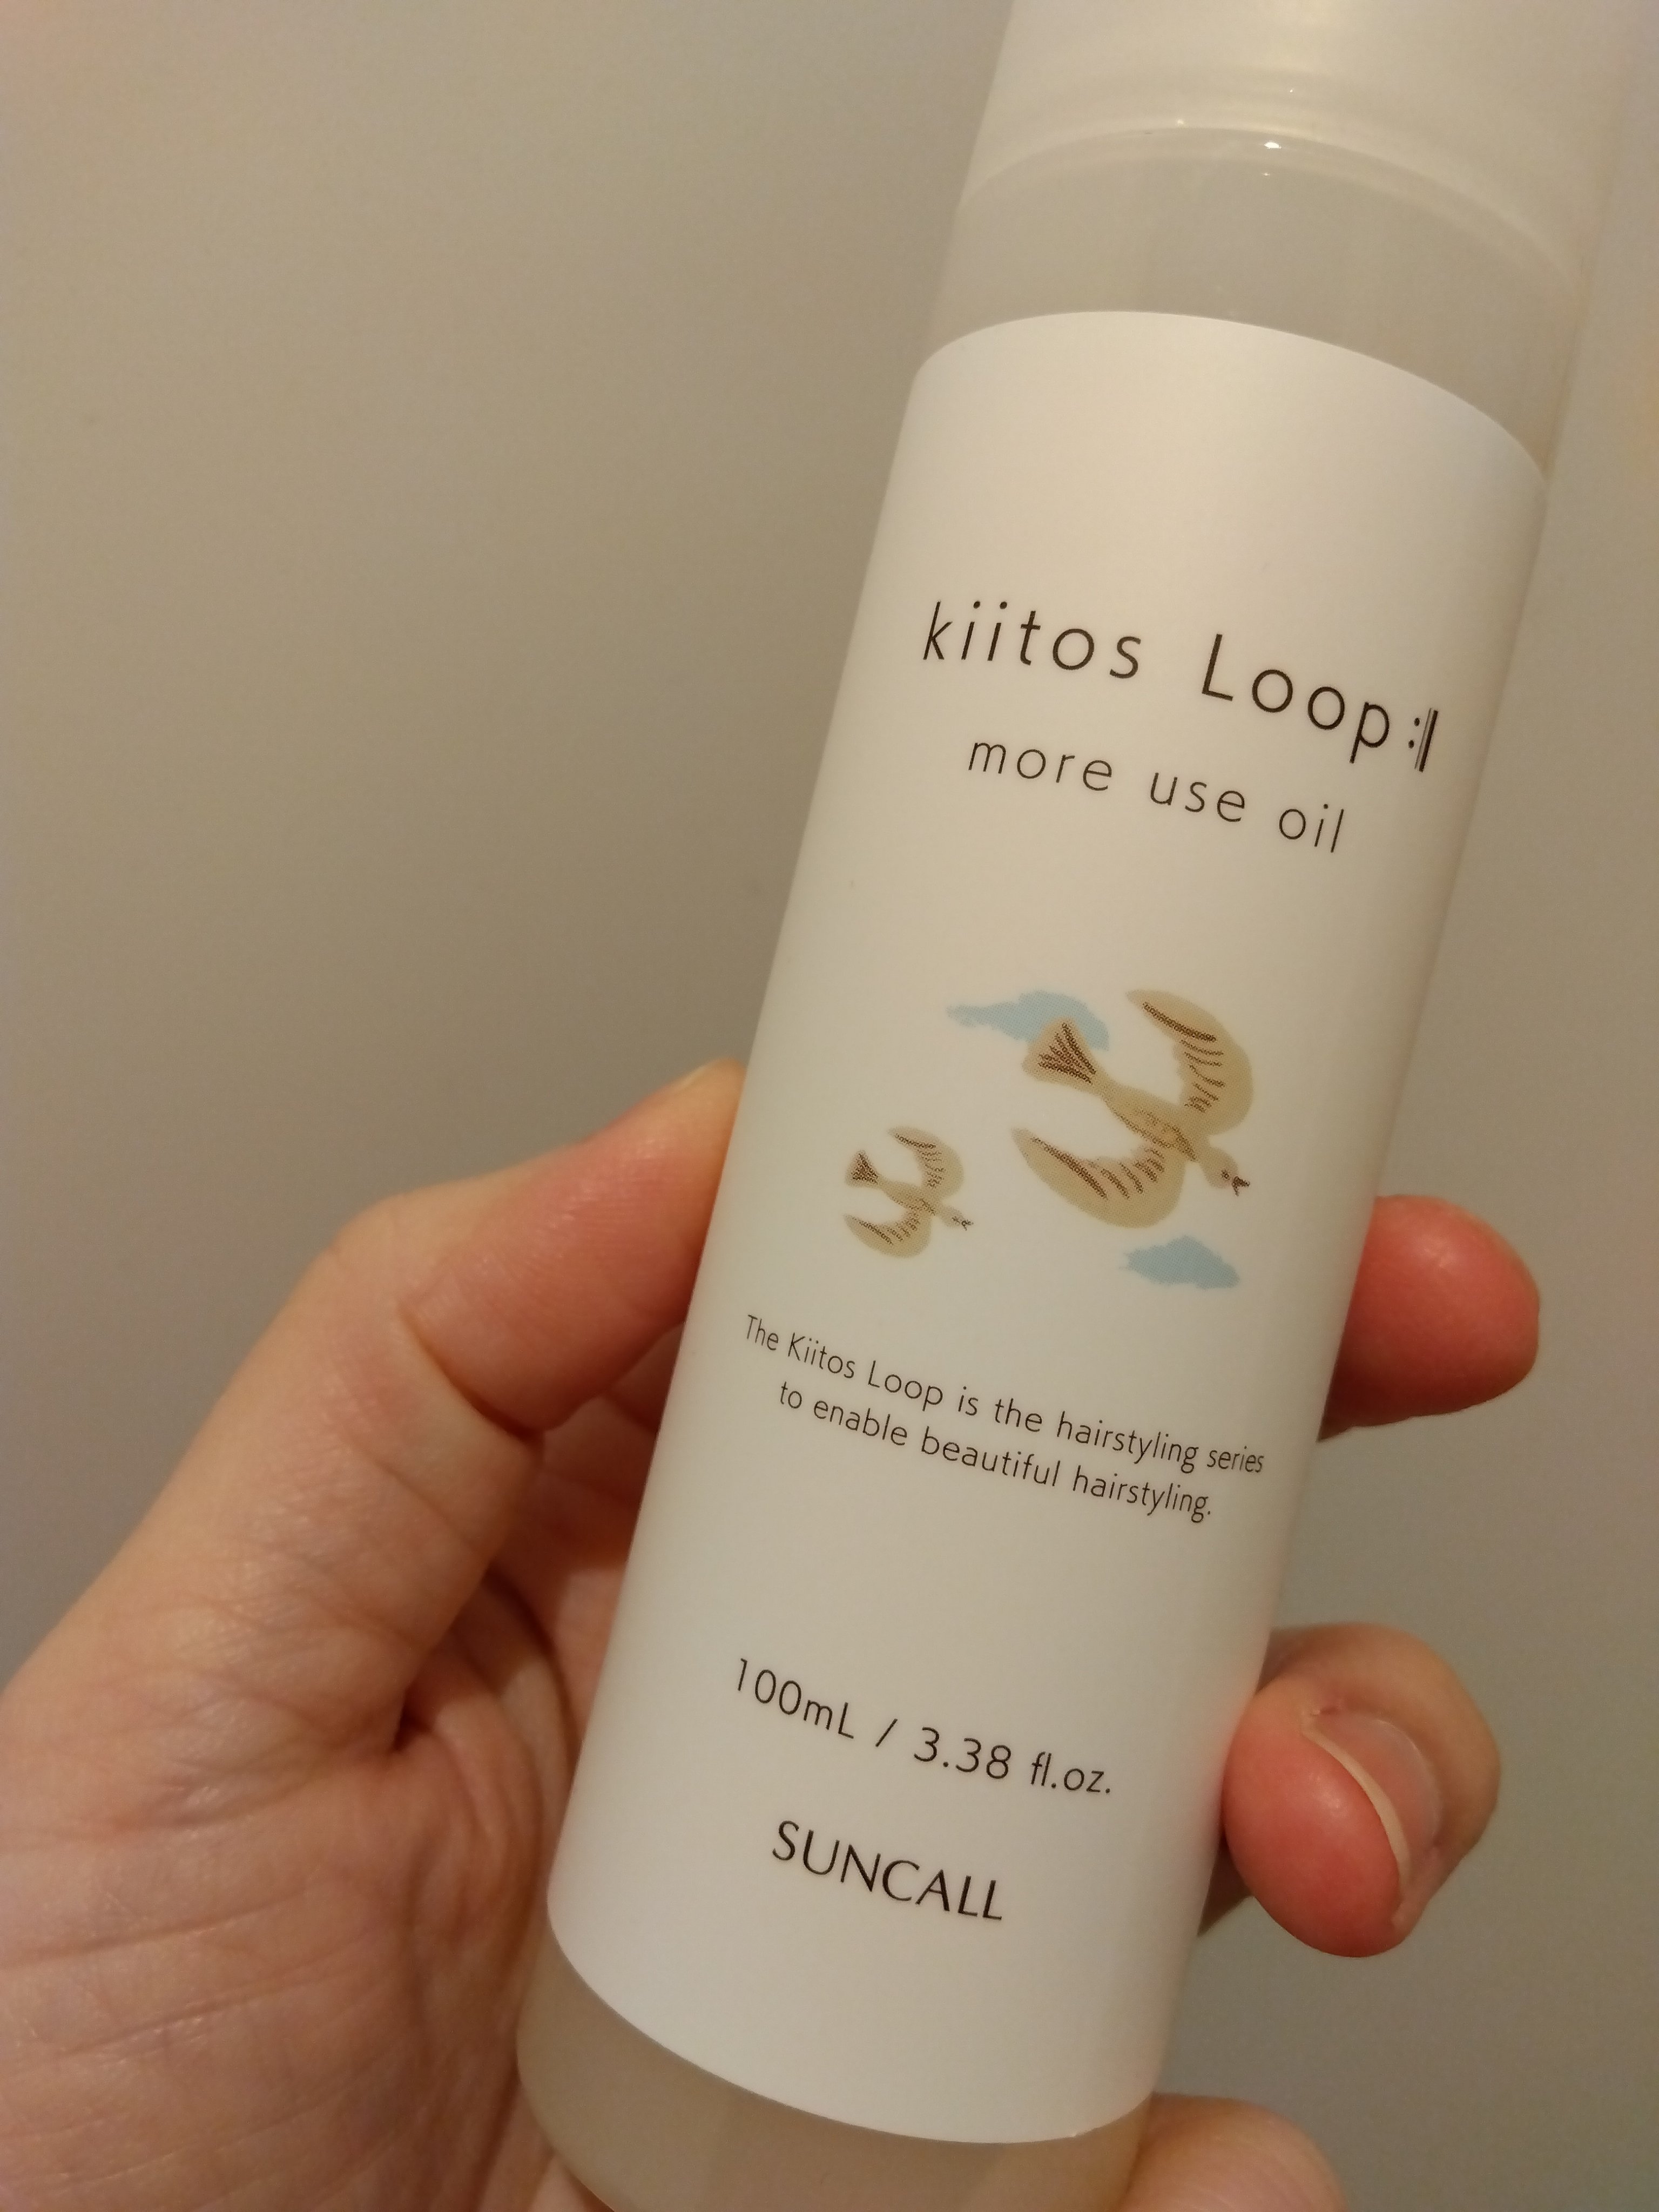 kiitos Loop:‖
more use oil
The Kiitos Loop is the hairstyling series
to enable beautiful hairstyling.
100mL / 3.38 fl.oz.
SUNCALL